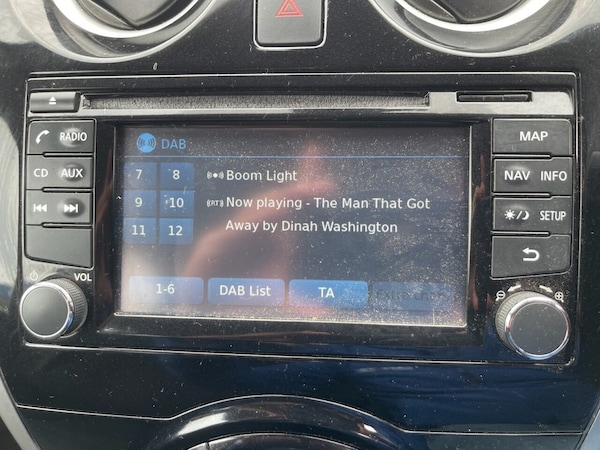 RADIO
CD AUX
VOL
DAB
7 8
Boom Light
9 10
Now playing - The Man That Got
Away by Dinah Washington
11 12
1-6
DAB List
TA
MAP
NAV INFO
SETUP